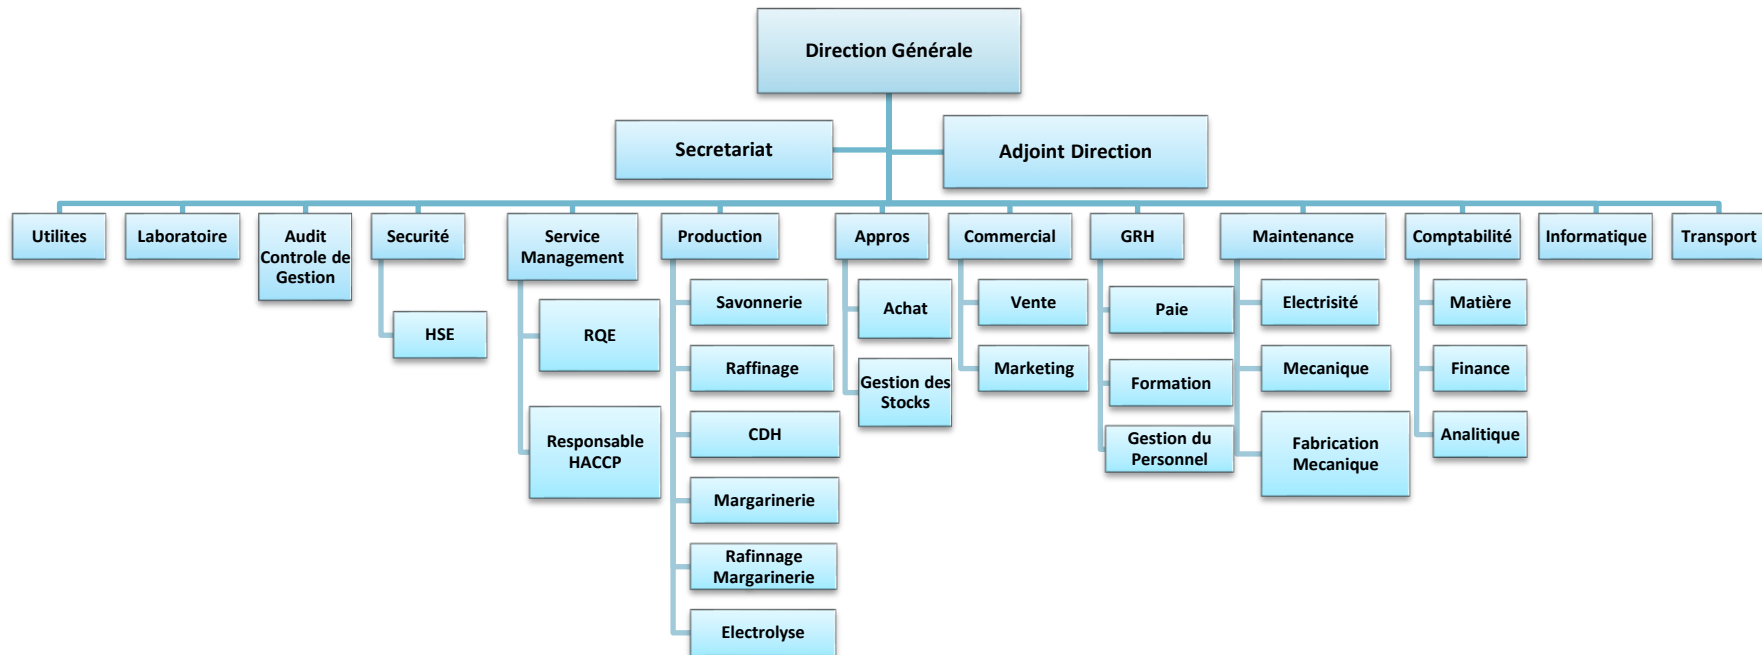 Direction Générale
Secretariat
Adjoint Direction
Utilites
Laboratoire
Audit
Controle de
Gestion
Securité
Service
Management
Production
Appros
Commercial
GRH
Maintenance
Comptabilité
Informatique
Transport
HSE
RQE
Responsable
HACCP
Savonnerie
Raffinage
CDH
Margarinerie
Rafinnage
Margarinerie
Electrolyse
Achat
Gestion des
Stocks
Vente
Marketing
Paie
Formation
Gestion du
Personnel
Electrisité
Mecanique
Fabrication
Mecanique
Matière
Finance
Analitique